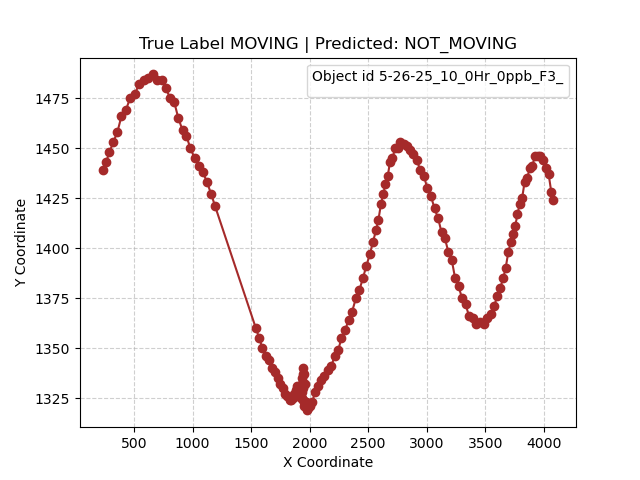 True Label MOVING | Predicted: NOT_MOVING
Object id 5-26-25_10_0Hr_0ppb_F3_
1475
1450
1425
1400
1375
1350
1325
Y Coordinate
500 1000 1500 2000 2500 3000 3500 4000
X Coordinate